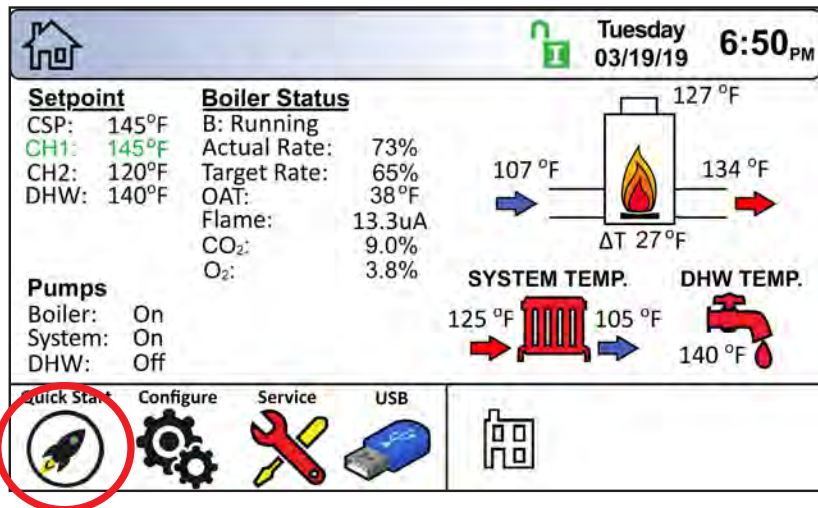 Tuesday
03/19/19
6:50PM
Setpoint
CSP: 145°F
CH1: 145°F
CH2: 120°F
DHW: 140°F
Boiler Status
B: Running
Actual Rate: 73%
Target Rate: 65%
OAT: 38°F
Flame: 13.3uA
CO₂: 9.0%
O₂: 3.8%
127 °F
107 °F
134 °F
ΔT 27°F
Pumps
Boiler: On
System: On
DHW: Off
SYSTEM TEMP.
125 °F
105 °F
DHW TEMP.
140 °F
Quick Start
Configure
Service
USB